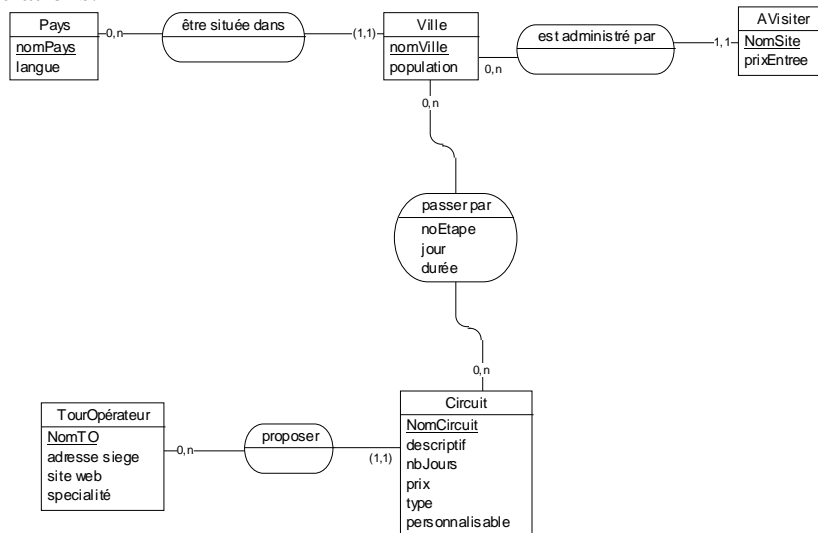 Pays
nomPays
langue
0,n
être située dans
(1,1)
Ville
nomVille
population
0,n
est administré par
1,1
AVisiter
NomSite
prixEntree
0,n
passer par
noEtape
jour
durée
0,n
TourOpérateur
NomTO
adresse siege
site web
specialité
0,n
proposer
(1,1)
Circuit
NomCircuit
descriptif
nbJours
prix
type
personnalisable